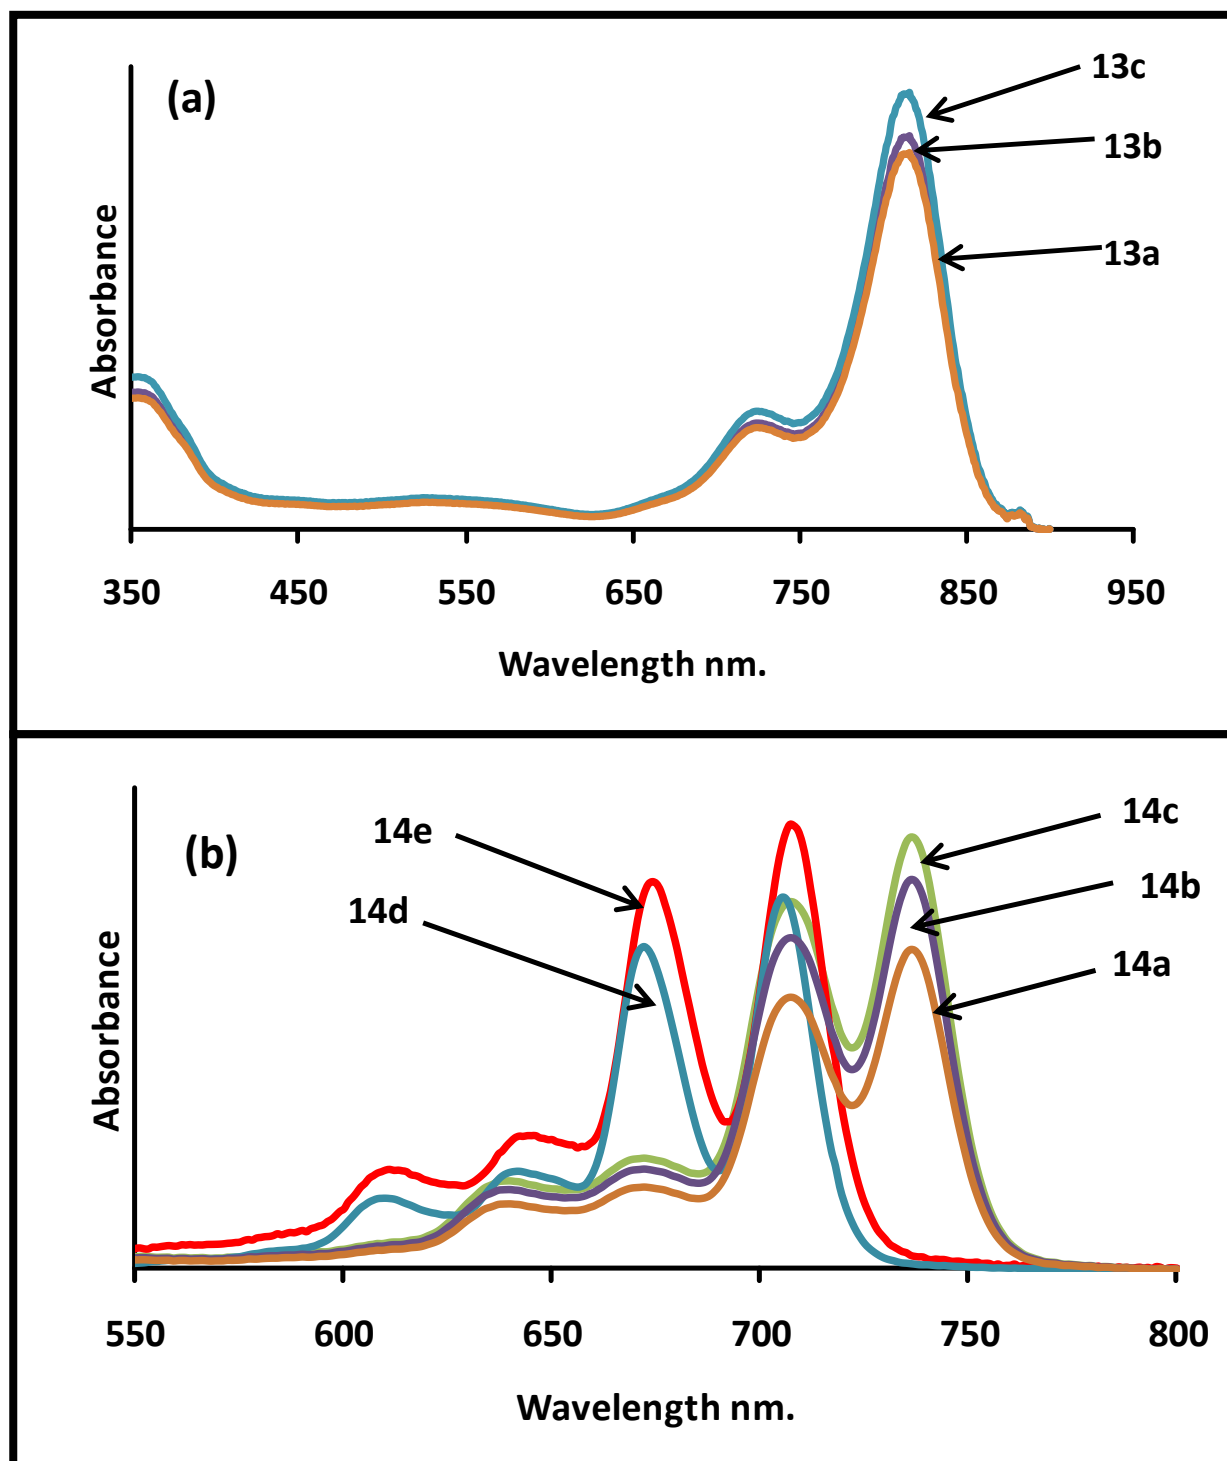 (a)
13c
13b
13a
Absorbance
350 450 550 650 750 850 950
Wavelength nm.
(b)
14e
14d
14c
14b
14a
Absorbance
550 600 650 700 750 800
Wavelength nm.